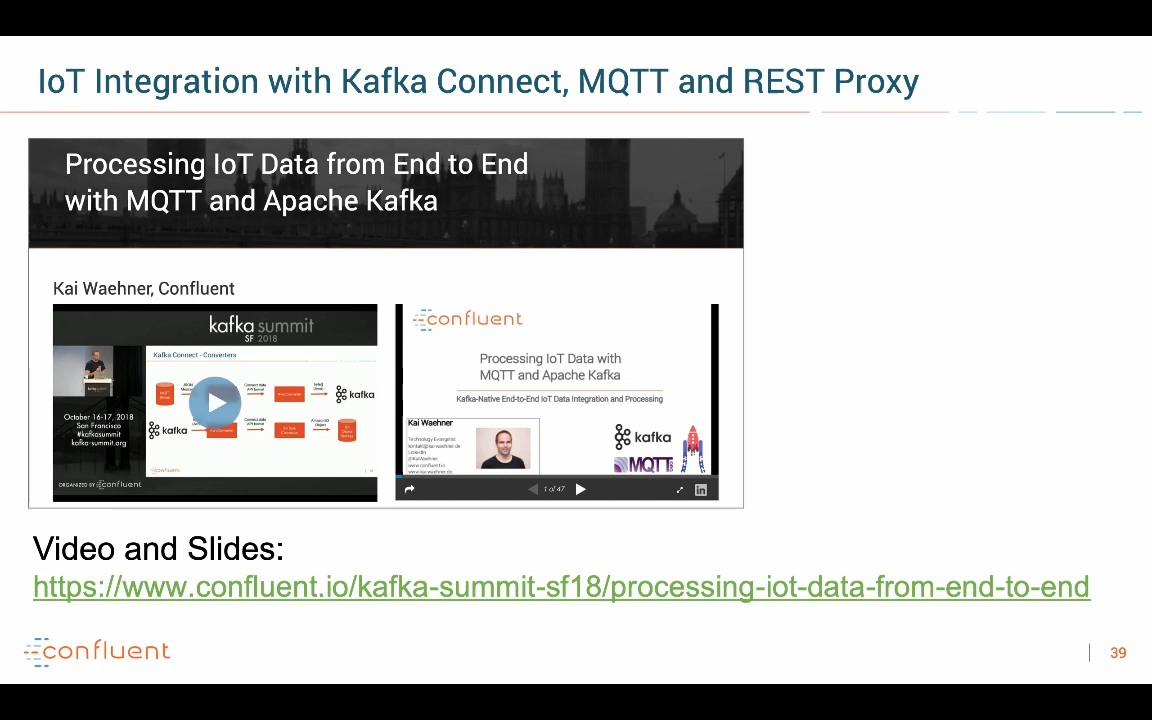 IoT Integration with Kafka Connect, MQTT and REST Proxy
Processing IoT Data from End to End
with MQTT and Apache Kafka
Kai Waehner, Confluent
kafka summit
SF 2018
Kafka Connect - Converters
kafka
kafka
October 16-17, 2018
San Francisco
#kafkasummit
kafka-summit.org
ORGANIZED BY confluent
confluent
confluent
Processing IoT Data with
MQTT and Apache Kafka
Kafka-Native End-to-End IoT Data Integration and Processing
Kai Waehner
Technology Evangelist
kontakt@kai-waehner.de
LinkedIn
@KaiWaehner
www.confluent.io
www.kai-waehner.de
kafka
MQTT
1 of 47
in
Video and Slides:
https://www.confluent.io/kafka-summit-sf18/processing-iot-data-from-end-to-end
confluent
39